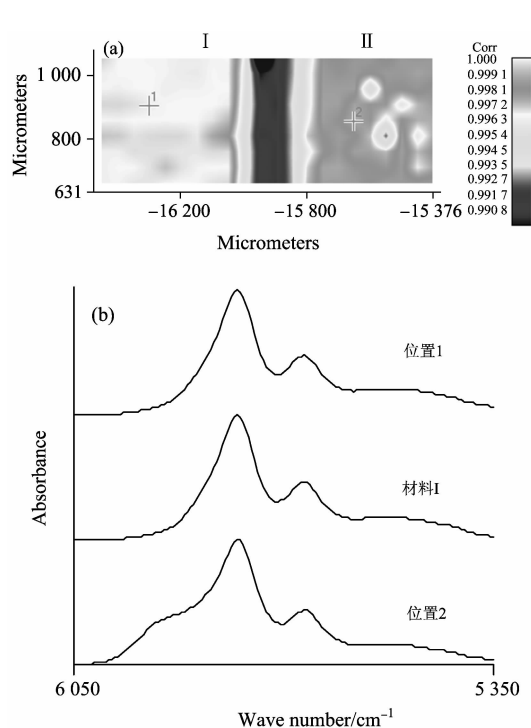 I II
(a)
Corr
1.000
0.999 1
0.998 1
0.997 2
0.996 3
0.995 4
0.994 5
0.993 5
0.992 7
0.991 7
0.990 8
Micrometers
1 000
800
631
1
2
−16 200 −15 800 −15 376
Micrometers
(b)
位置1
材料I
位置2
Absorbance
6 050 5 350
Wave number/cm⁻¹